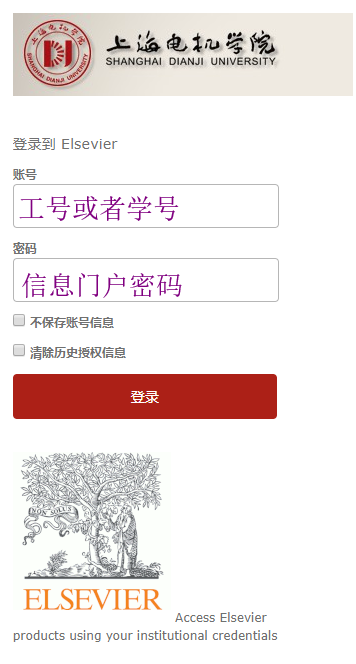 上海电机学院
SHANGHAI DIANJI UNIVERSITY
登录到 Elsevier
账号
工号或者学号
密码
信息门户密码
不保存账号信息
清除历史授权信息
登录
NON SOLUS
ELSEVIER
Access Elsevier
products using your institutional credentials